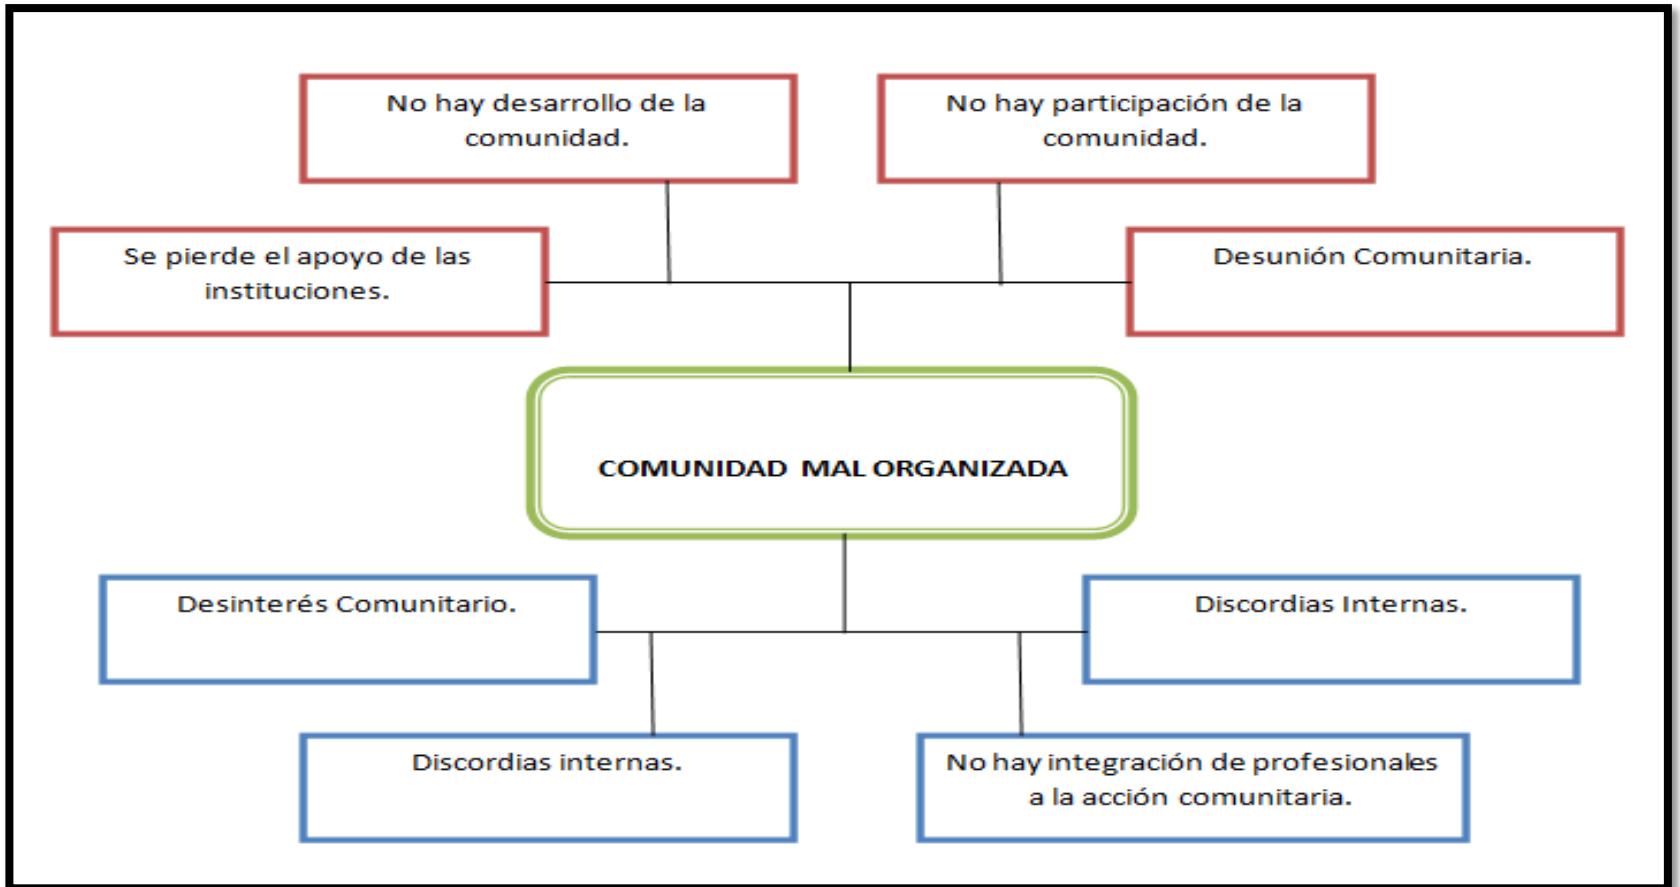 No hay desarrollo de la
comunidad.
No hay participación de la
comunidad.
Se pierde el apoyo de las
instituciones.
Desunión Comunitaria.
COMUNIDAD MAL ORGANIZADA
Desinterés Comunitario.
Discordias Internas.
Discordias internas.
No hay integración de profesionales
a la acción comunitaria.